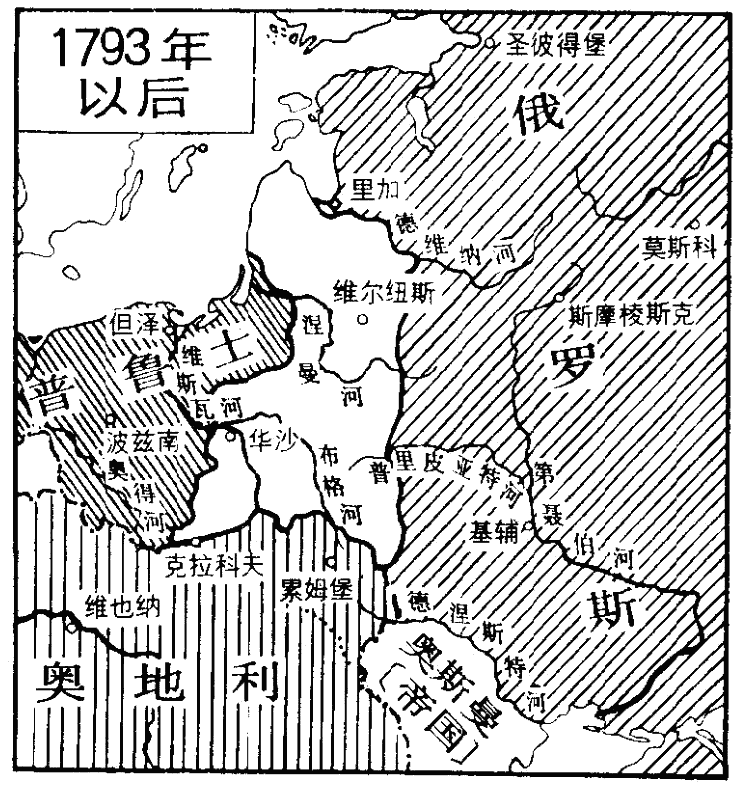 1793年
以后
圣彼得堡
俄
里加
德维纳河
莫斯科
维尔纽斯
斯摩棱斯克
但泽
涅曼河
普鲁士
罗
维斯瓦河
波兹南
华沙
布格河
普里皮亚特河
第聂伯河
奥得河
基辅
克拉科夫
累姆堡
维也纳
德涅斯特河
斯
奥地利
奥斯曼
〔帝国〕